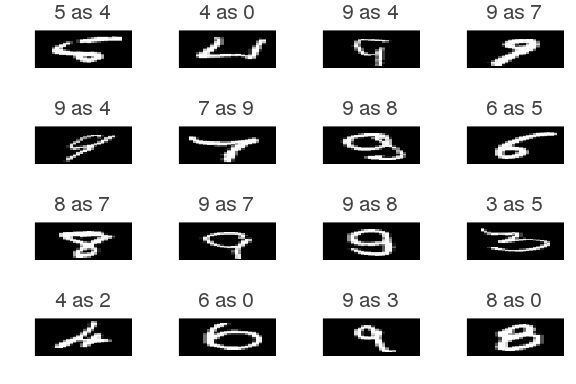 5 as 4 4 as 0 9 as 4 9 as 7
9 as 4 7 as 9 9 as 8 6 as 5
8 as 7 9 as 7 9 as 8 3 as 5
4 as 2 6 as 0 9 as 3 8 as 0